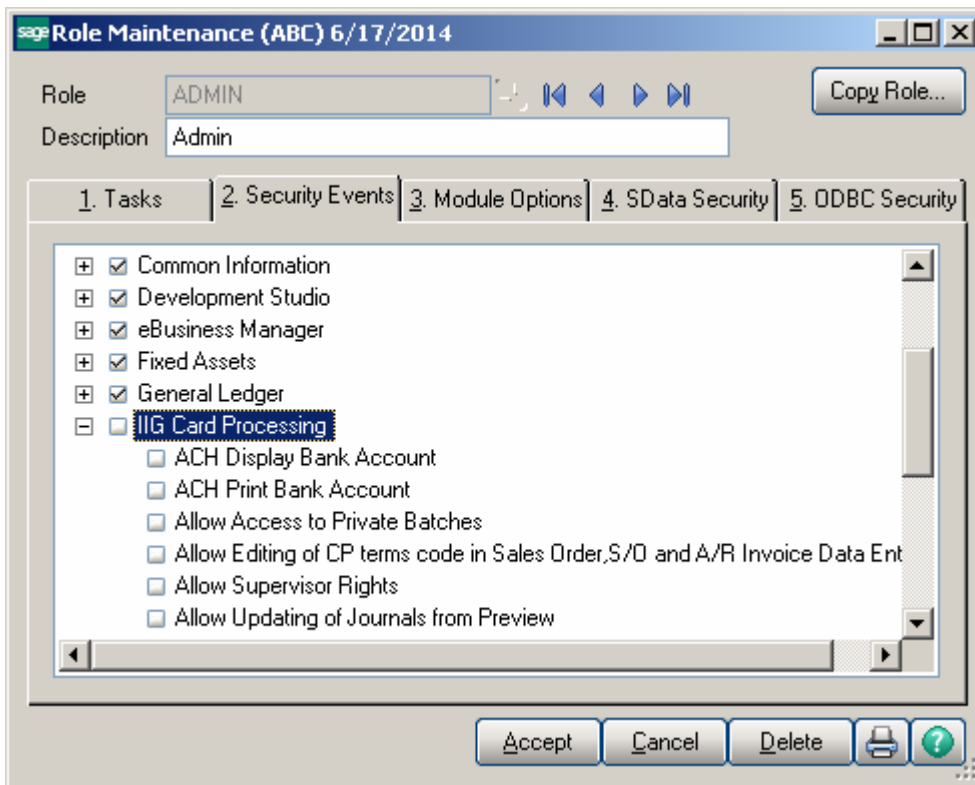 sage Role Maintenance (ABC) 6/17/2014
Role ADMIN Copy Role...
Description Admin
1. Tasks 2. Security Events 3. Module Options 4. SData Security 5. ODBC Security
Common Information
Development Studio
eBusiness Manager
Fixed Assets
General Ledger
IIG Card Processing
ACH Display Bank Account
ACH Print Bank Account
Allow Access to Private Batches
Allow Editing of CP terms code in Sales Order,S/O and A/R Invoice Data Ent
Allow Supervisor Rights
Allow Updating of Journals from Preview
Accept Cancel Delete ?